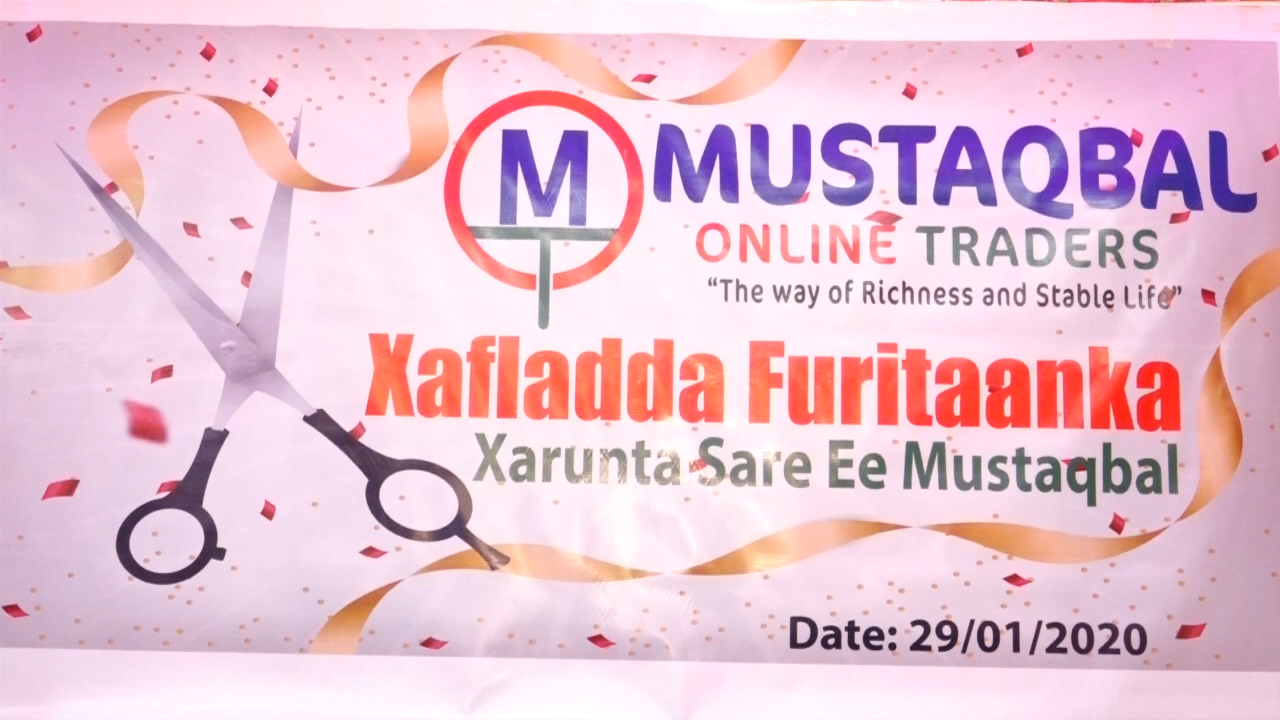 M
MUSTAQBAL
ONLINE TRADERS
“The way of Richness and Stable Life”
Xafladda Furitaanka
Xarunta Sare Ee Mustaqbal
Date: 29/01/2020